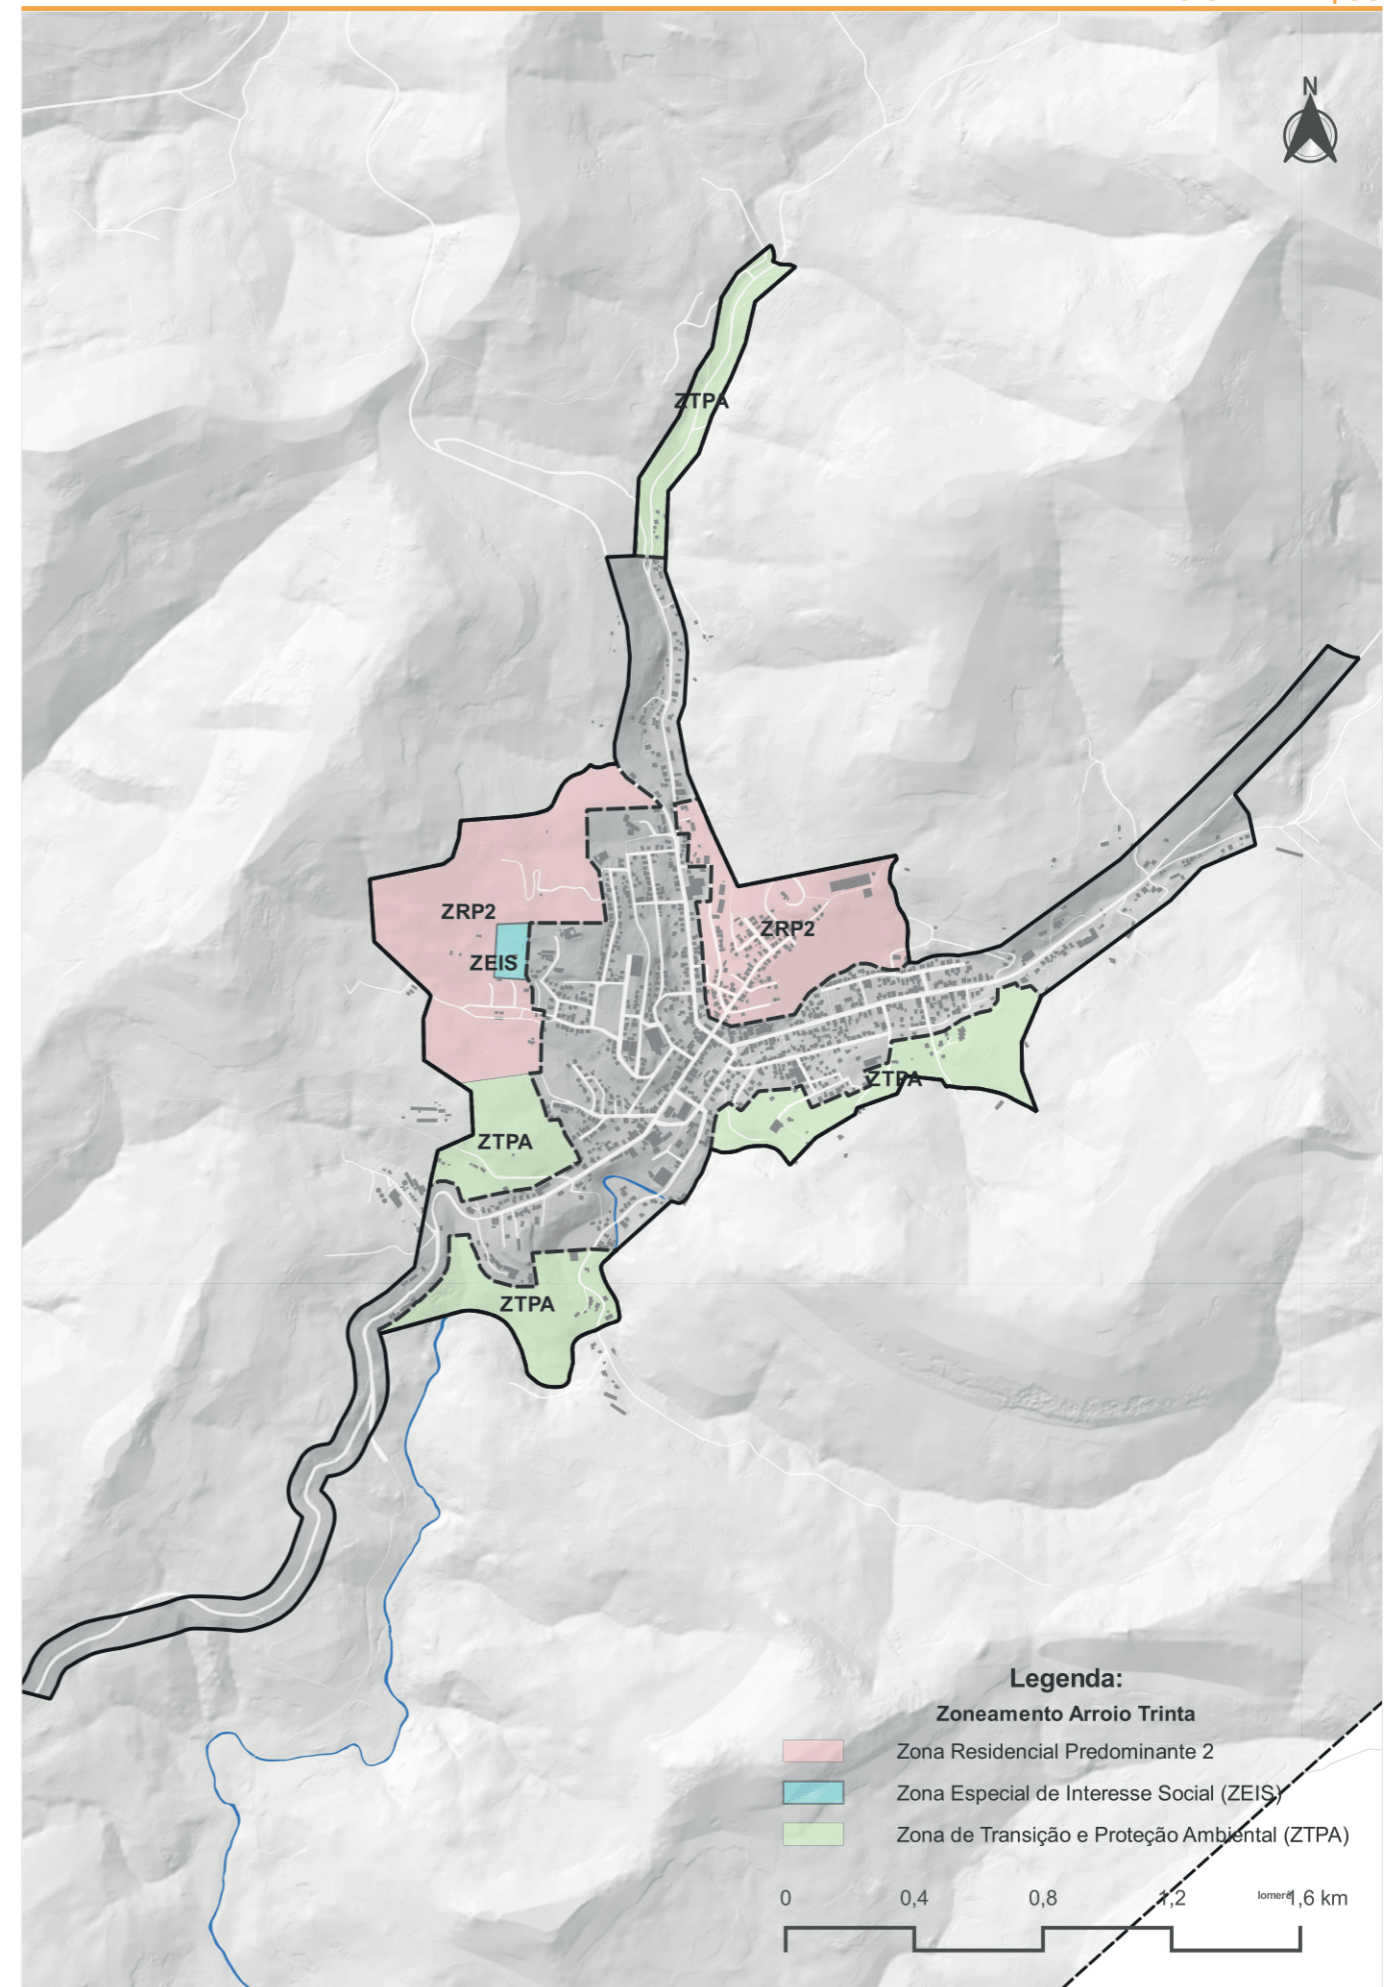 N
ZTPA
ZRP2
ZRP2
ZEIS
ZTPA
ZTPA
ZTPA
Legenda:
Zoneamento Arroio Trinta
Zona Residencial Predominante 2
Zona Especial de Interesse Social (ZEIS)
Zona de Transição e Proteção Ambiental (ZTPA)
0 0,4 0,8 1,2 1,6 km
Iomerê